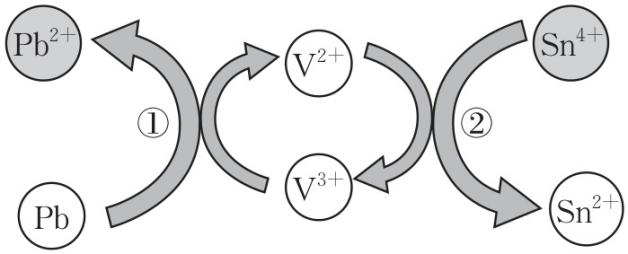 Pb²⁺
V²⁺
Sn⁴⁺
①
②
Pb
V³⁺
Sn²⁺